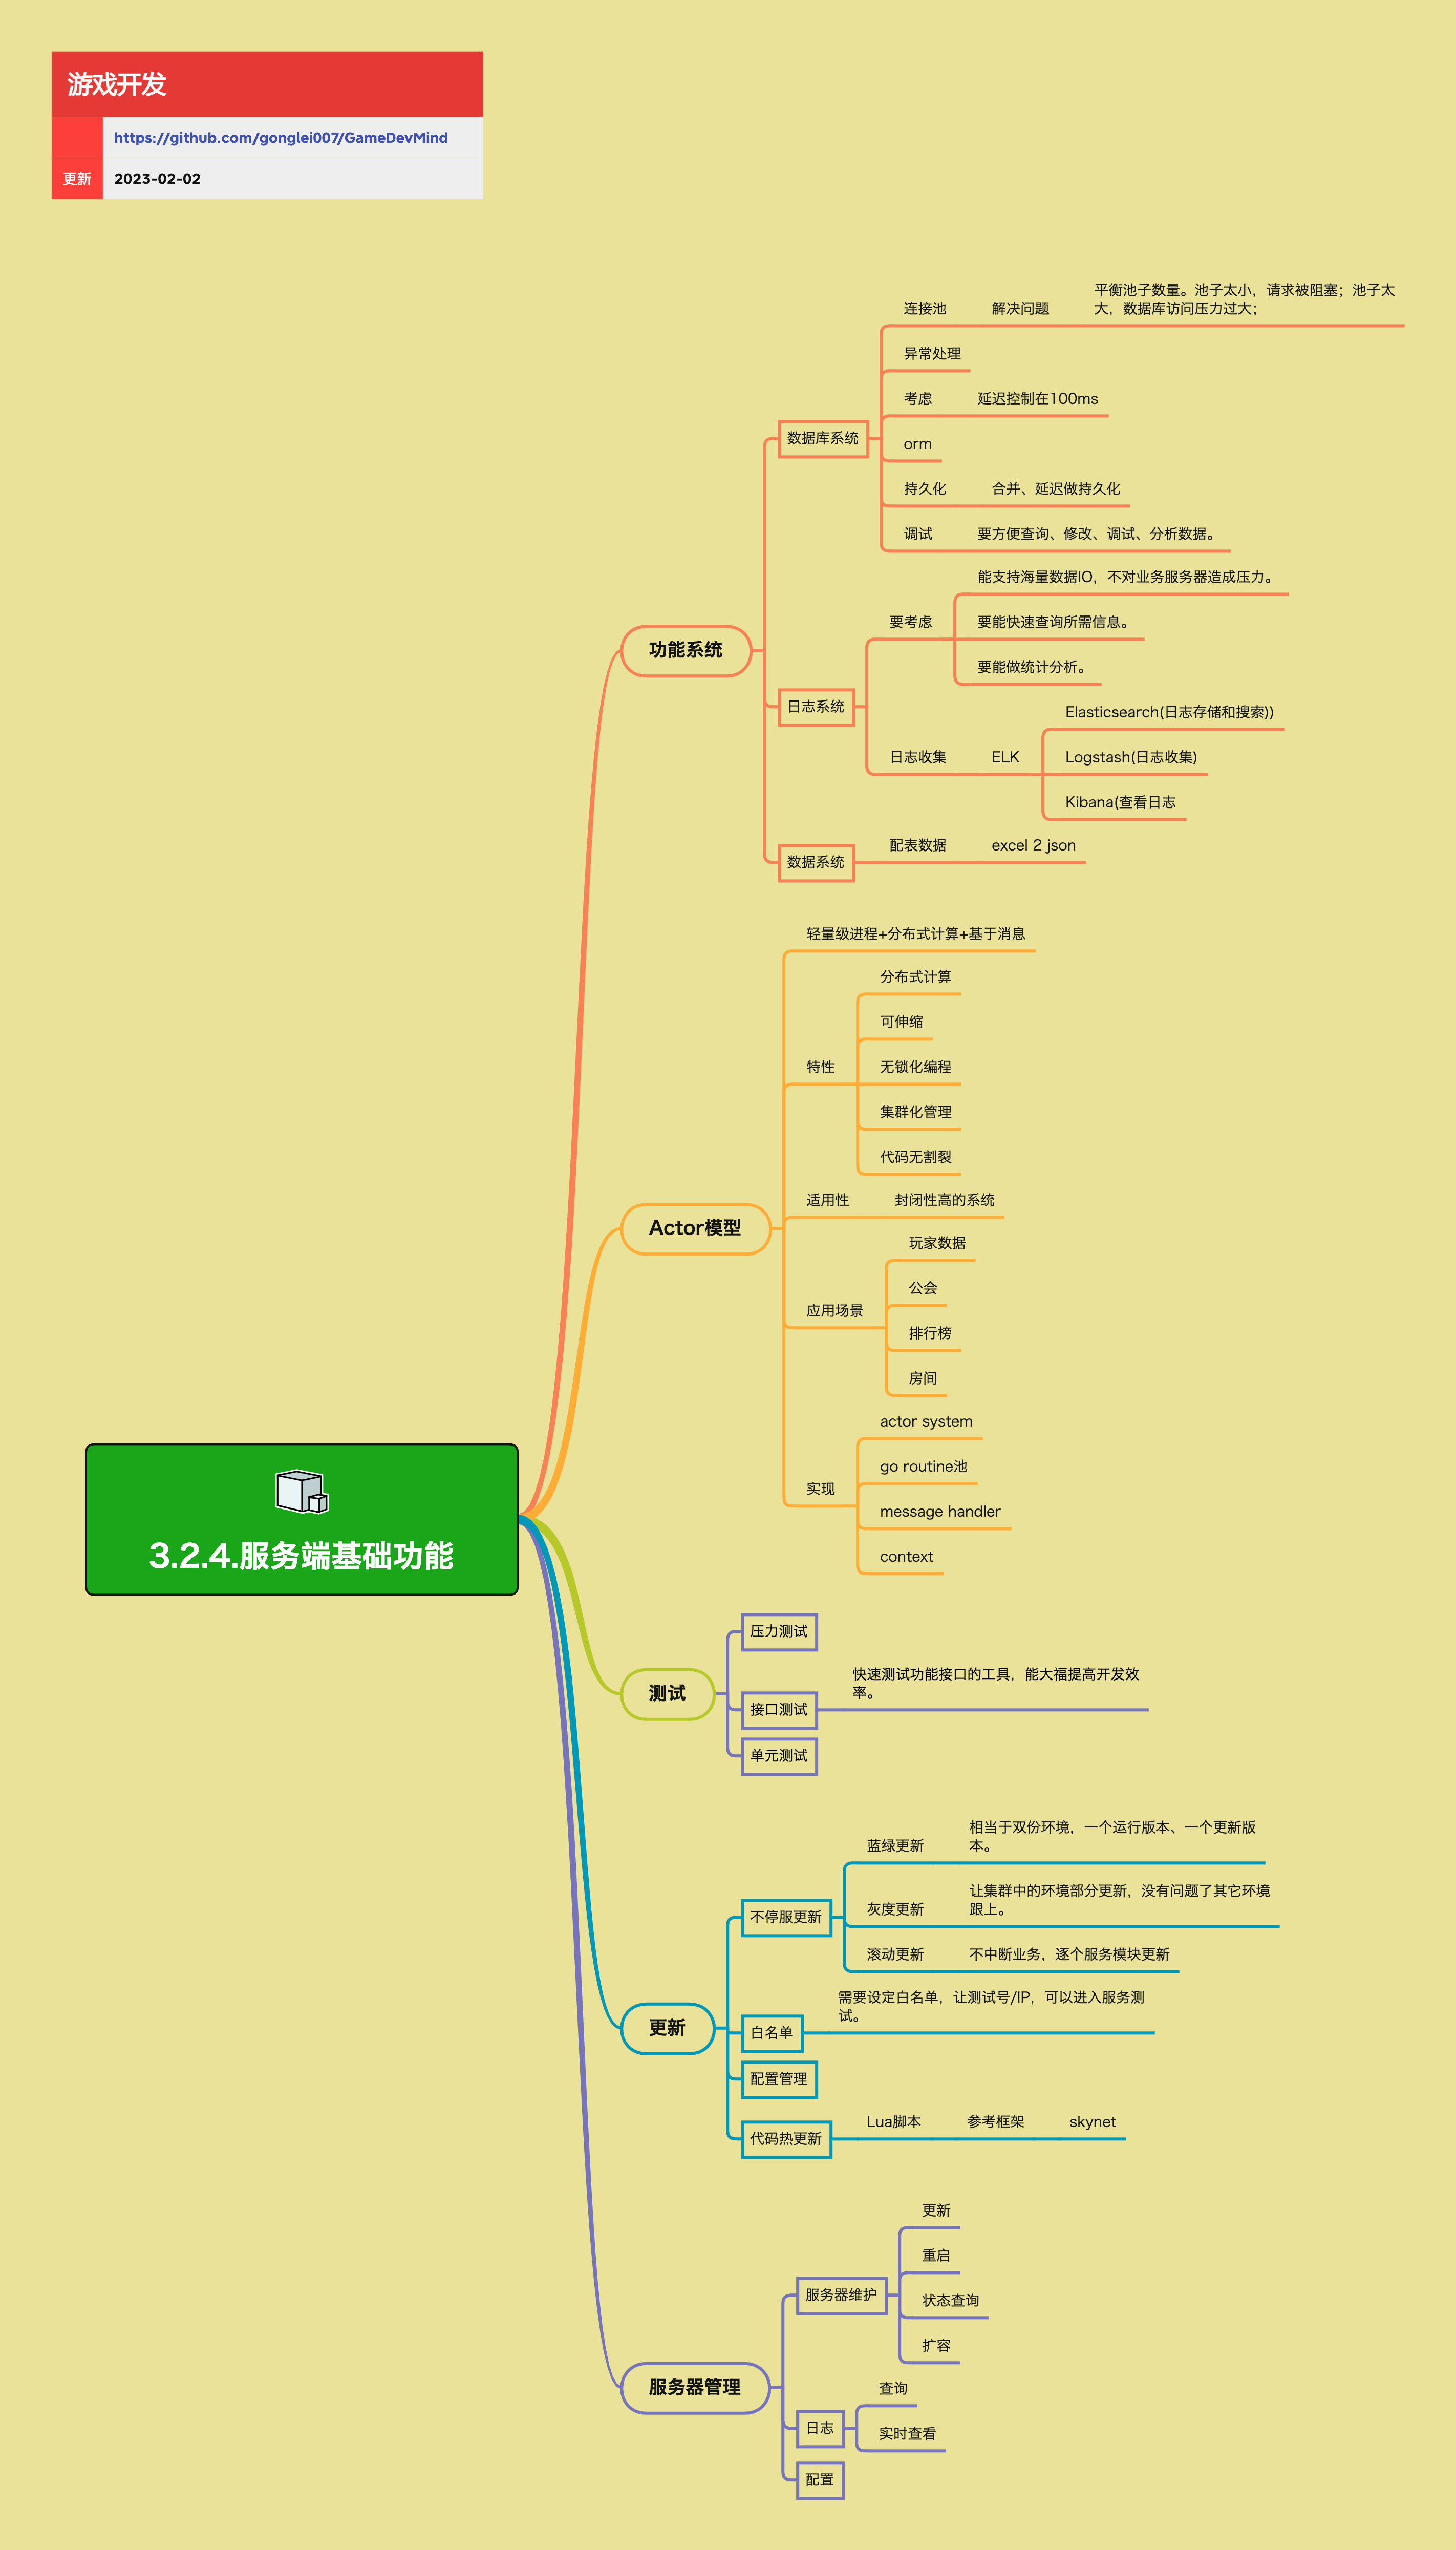 游戏开发
https://github.com/gonglei007/GameDevMind
更新
2023-02-02
3.2.4.服务端基础功能
功能系统
数据库系统
连接池
解决问题
平衡池子数量。池子太小，请求被阻塞；池子太
大，数据库访问压力过大；
异常处理
考虑
延迟控制在100ms
orm
持久化
合并、延迟做持久化
调试
要方便查询、修改、调试、分析数据。
日志系统
要考虑
能支持海量数据IO，不对业务服务器造成压力。
要能快速查询所需信息。
要能做统计分析。
日志收集
ELK
Elasticsearch(日志存储和搜索))
Logstash(日志收集)
Kibana(查看日志
数据系统
配表数据
excel 2 json
Actor模型
轻量级进程+分布式计算+基于消息
特性
分布式计算
可伸缩
无锁化编程
集群化管理
代码无割裂
适用性
封闭性高的系统
应用场景
玩家数据
公会
排行榜
房间
实现
actor system
go routine池
message handler
context
测试
压力测试
接口测试
快速测试功能接口的工具，能大福提高开发效
率。
单元测试
更新
不停服更新
蓝绿更新
相当于双份环境，一个运行版本、一个更新版
本。
灰度更新
让集群中的环境部分更新，没有问题了其它环境
跟上。
滚动更新
不中断业务，逐个服务模块更新
白名单
需要设定白名单，让测试号/IP，可以进入服务测
试。
配置管理
代码热更新
Lua脚本
参考框架
skynet
服务器管理
服务器维护
更新
重启
状态查询
扩容
日志
查询
实时查看
配置